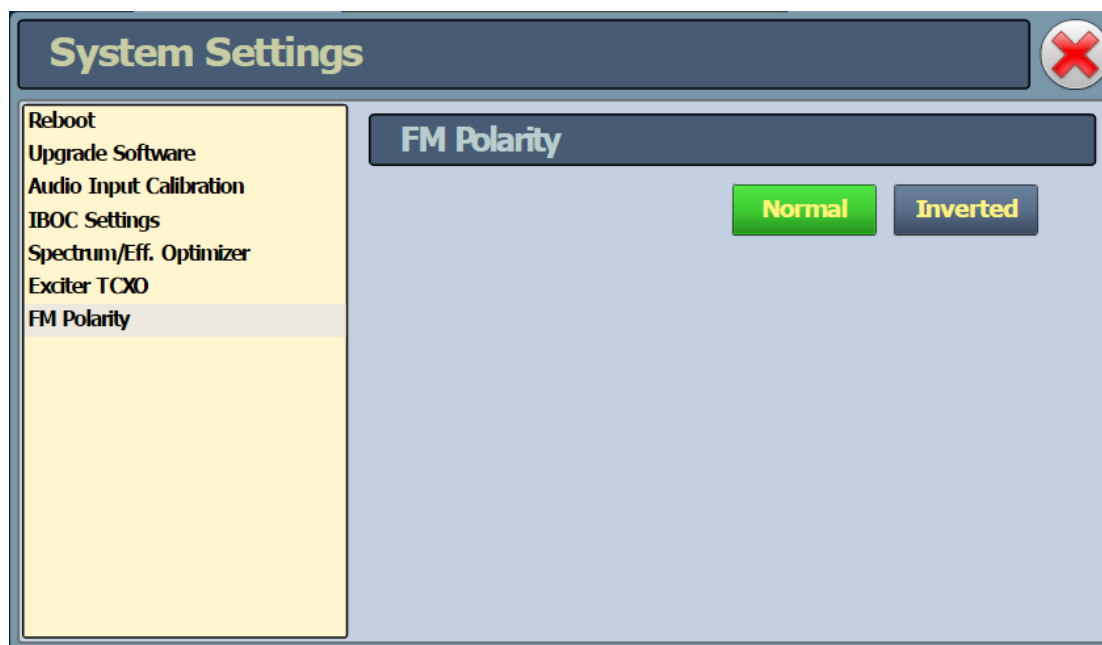 System Settings
Reboot
Upgrade Software
Audio Input Calibration
IBOC Settings
Spectrum/Eff. Optimizer
Exciter TCXO
FM Polarity
FM Polarity
Normal Inverted